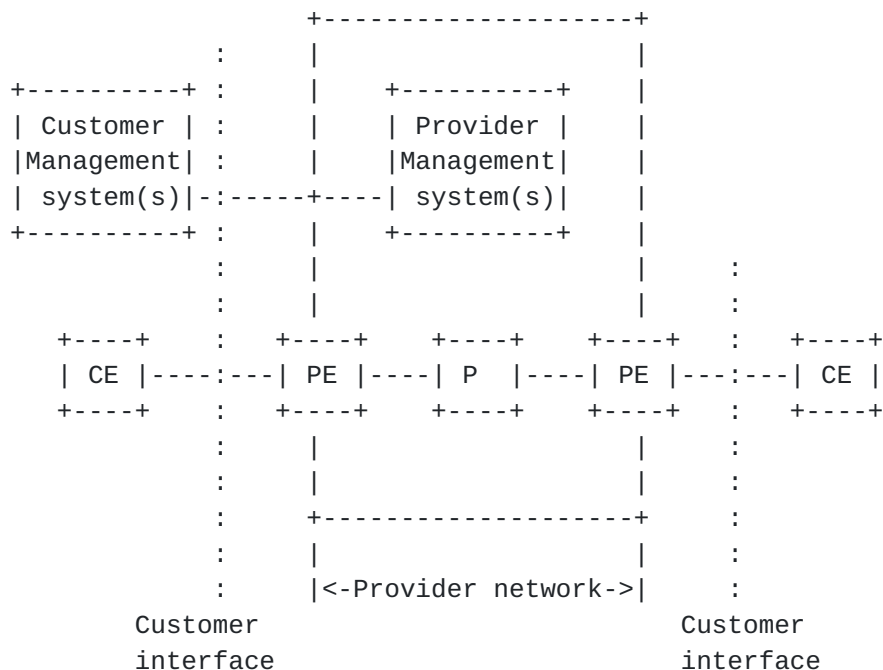 Customer Provider
Management Management
system(s) system(s)
CE PE P PE CE
<-Provider network->
Customer Customer
interface interface